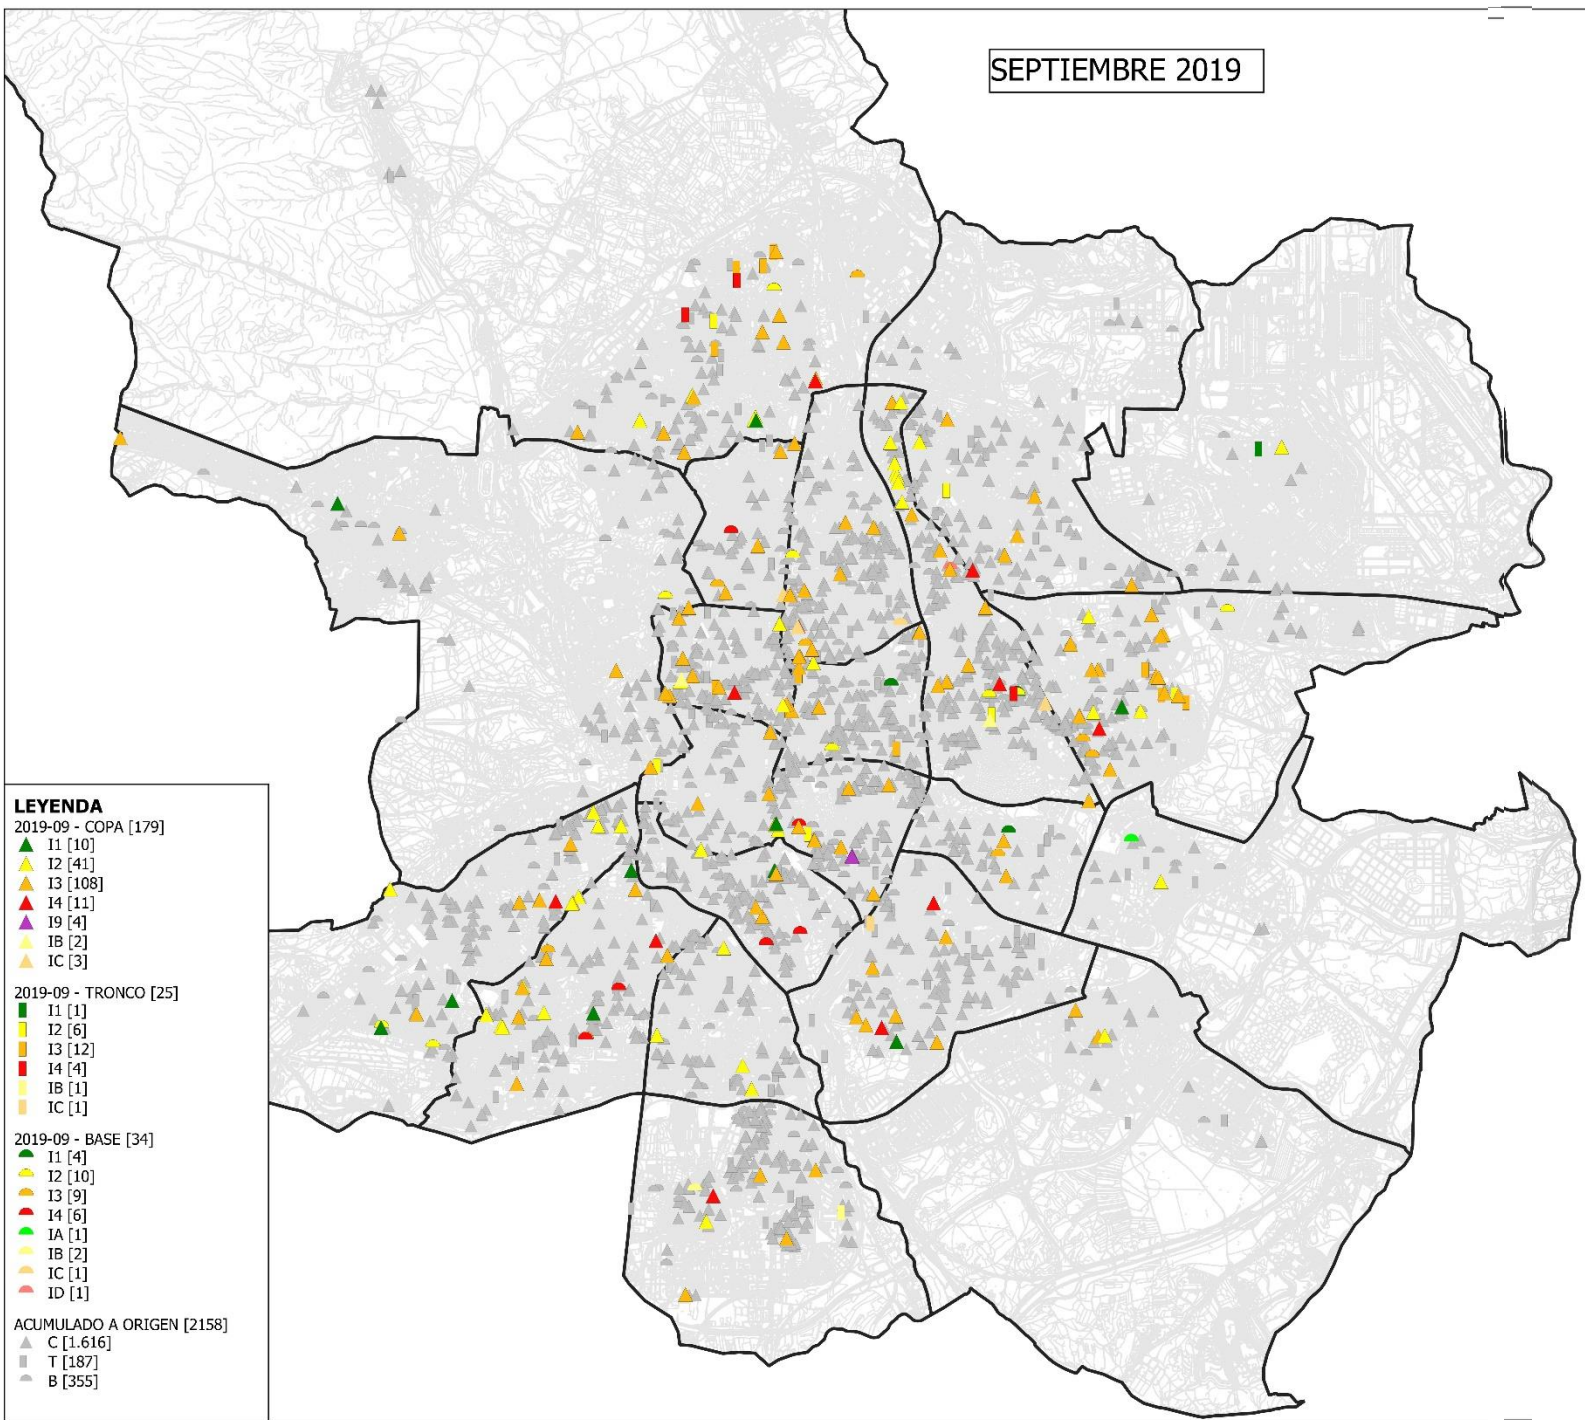 SEPTIEMBRE 2019
LEYENDA
2019-09 - COPA [179]
I1 [10]
I2 [41]
I3 [108]
I4 [11]
I9 [4]
IB [2]
IC [3]
2019-09 - TRONCO [25]
I1 [1]
I2 [6]
I3 [12]
I4 [4]
IB [1]
IC [1]
2019-09 - BASE [34]
I1 [4]
I2 [10]
I3 [9]
I4 [6]
IA [1]
IB [2]
IC [1]
ID [1]
ACUMULADO A ORIGEN [2158]
C [1.616]
T [187]
B [355]